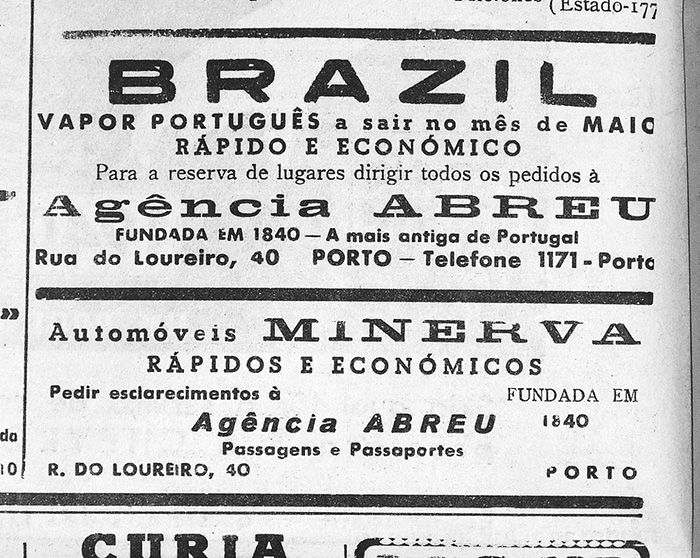 (Estado-177
BRAZIL
VAPOR PORTUGUÊS a sair no mês de MAIO
RÁPIDO E ECONÓMICO
Para a reserva de lugares dirigir todos os pedidos à
Agência ABREU
FUNDADA EM 1840 — A mais antiga de Portugal
Rua do Loureiro, 40 PORTO — Telefone 1171 - Porto
»
Automóveis MINERVA
RÁPIDOS E ECONÓMICOS
Pedir esclarecimentos à FUNDADA EM
Agência ABREU 1840
Passagens e Passaportes
R. DO LOUREIRO, 40 PORTO
CURIA